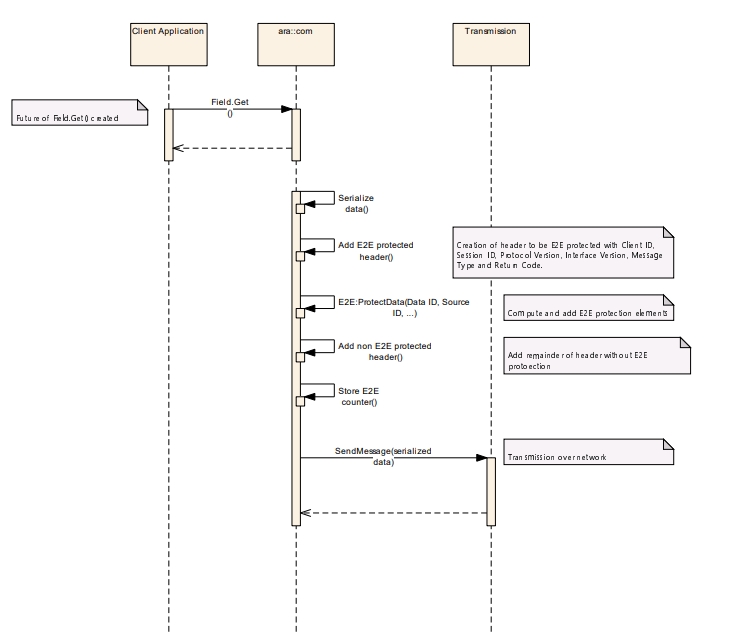 Client Application
ara::com
Transmission
Field.Get
()
Future of Field.Get() created
Serialize
data()
Add E2E protected
header()
Creation of header to be E2E protected with Client ID,
Session ID, Protocol Version, Interface Version, Message
Type and Return Code.
E2E:ProtectData(Data ID, Source
ID, ...)
Compute and add E2E protection elements
Add non E2E protected
header()
Add remainder of header without E2E
protoection
Store E2E
counter()
SendMessage(serialized
data)
Transmission over network